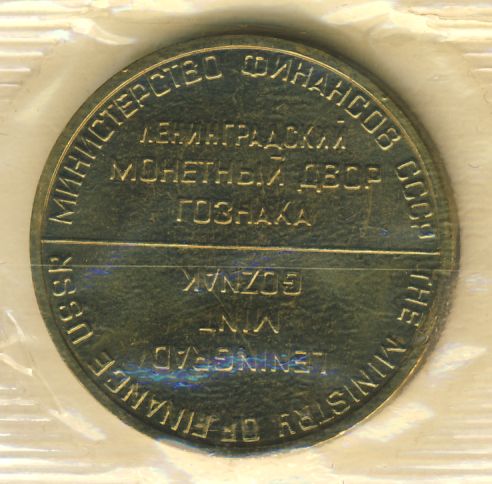 МИНИСТЕРСТВО ФИНАНСОВ СССР
ЛЕНИНГРАДСКИЙ
МОНЕТНЫЙ ДВОР
ГОЗНАКА
THE MINISTRY OF FINANCE USSR
LENINGRAD
MINT
GOZNAK